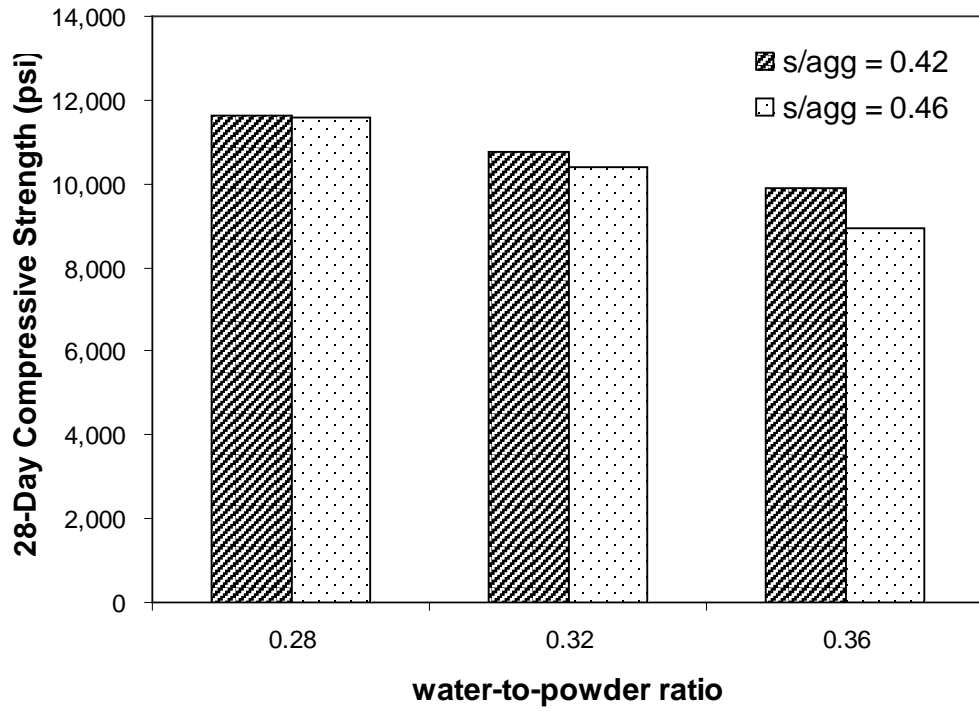 14,000
12,000
10,000
8,000
6,000
4,000
2,000
0
28-Day Compressive Strength (psi)
s/agg = 0.42
s/agg = 0.46
0.28 0.32 0.36
water-to-powder ratio